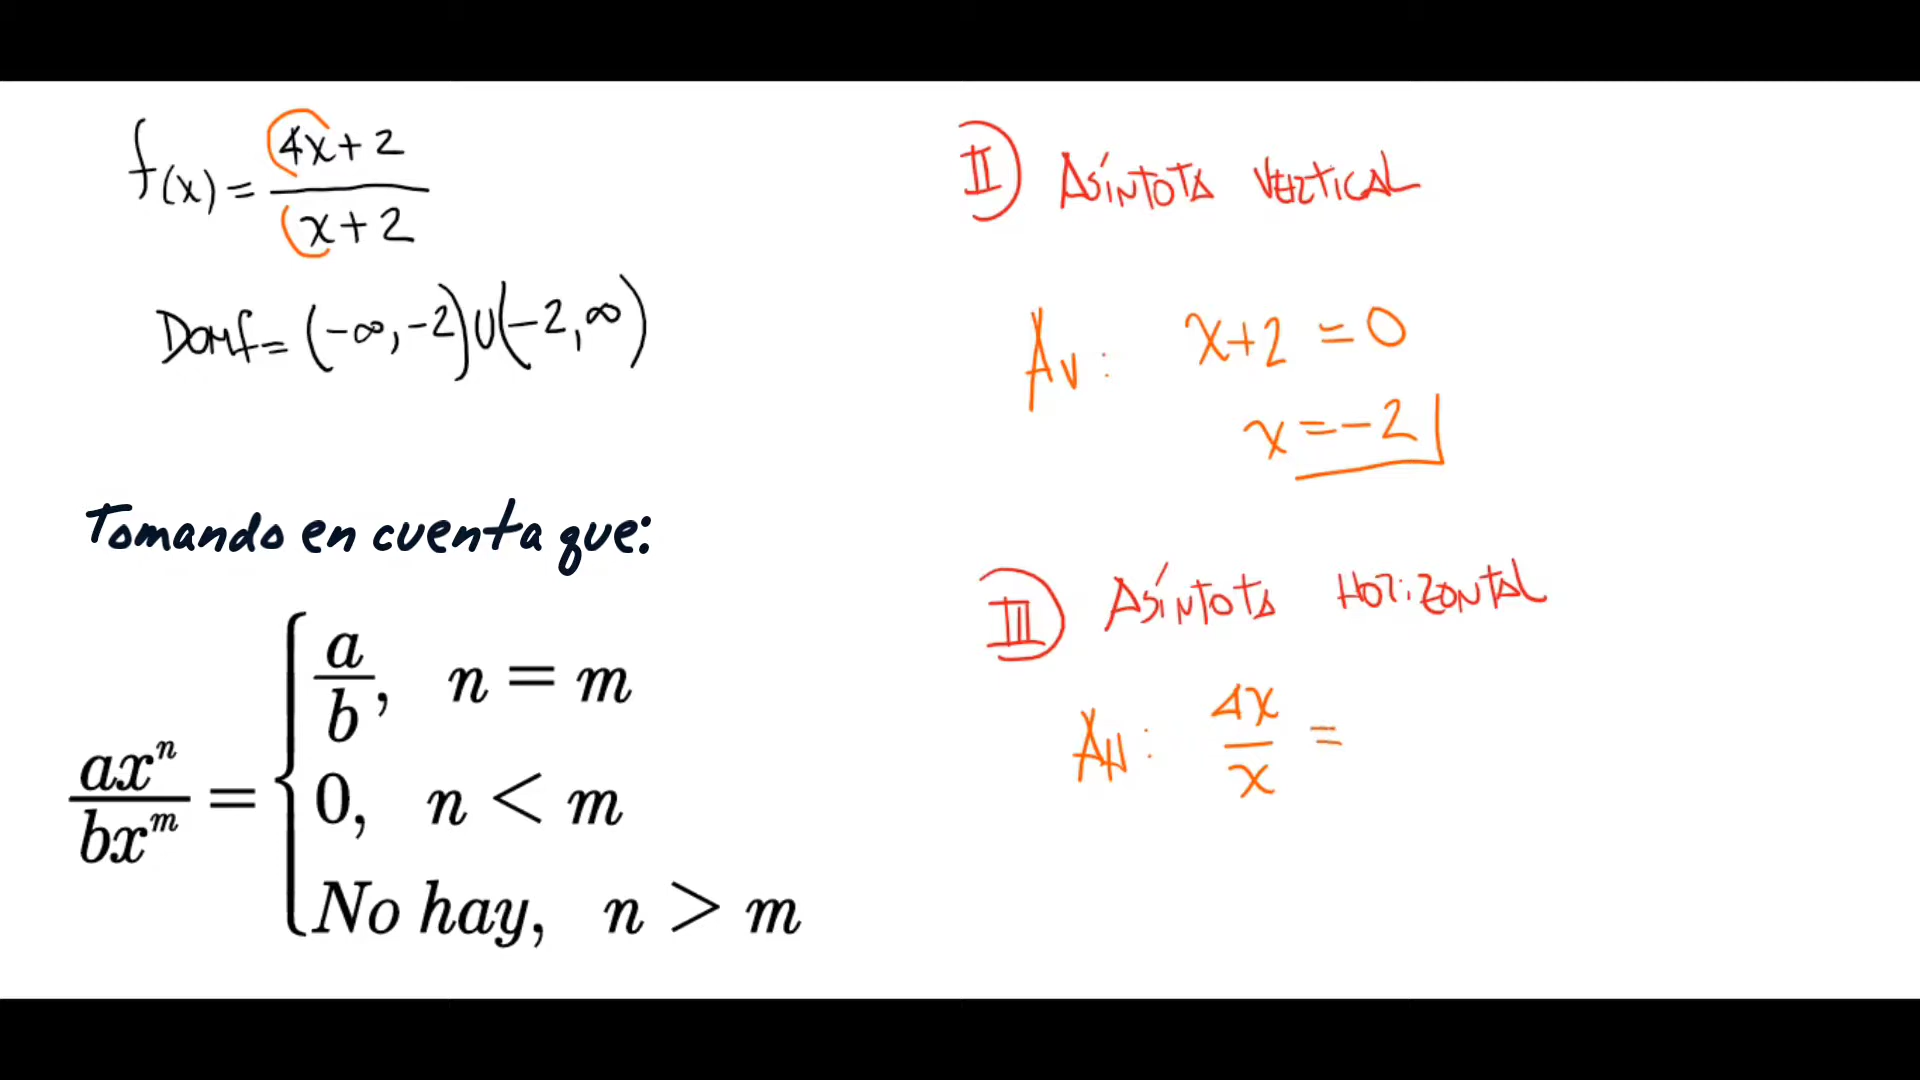 f(x) = 4x + 2 / x + 2
Domf = (-∞, -2) U (-2, ∞)
Tomando en cuenta que:
ax^n / bx^m = { a/b, n = m
0, n < m
No hay, n > m
II) ASÍNTOTA VERTICAL
Av: x + 2 = 0
x = -2
III) ASÍNTOTA HORIZONTAL
AH: 4x / x =